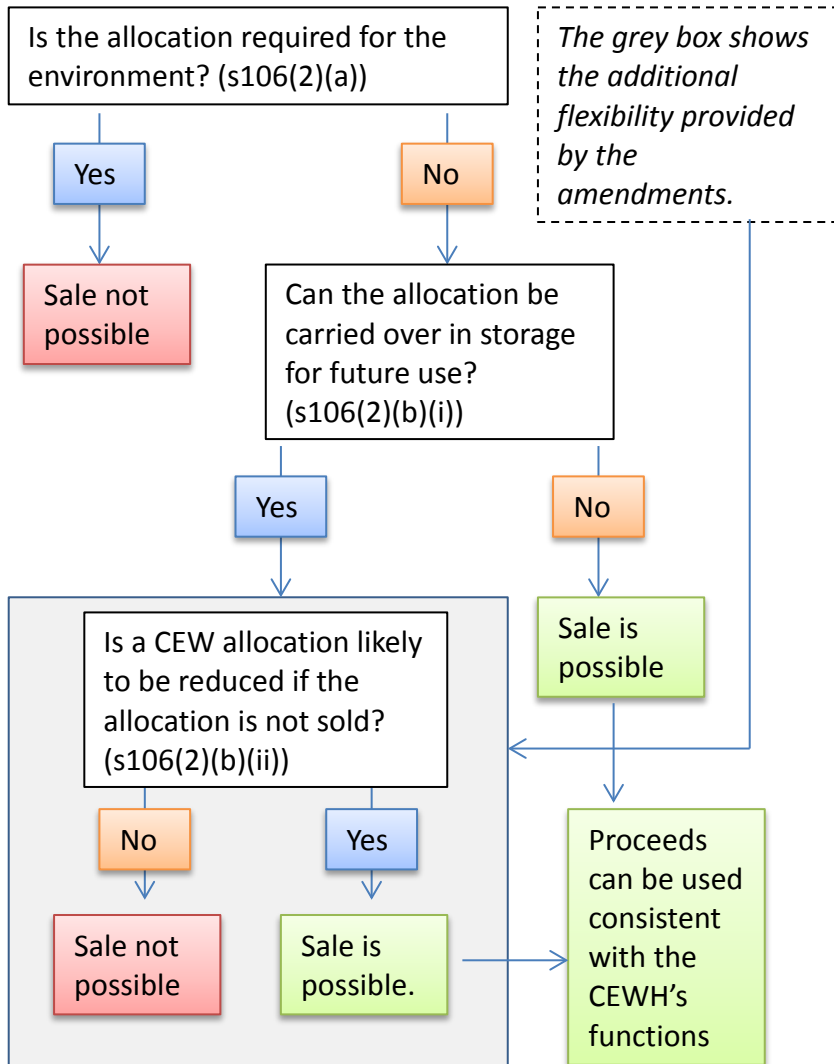 Is the allocation required for the
environment? (s106(2)(a))
The grey box shows
the additional
flexibility provided
by the
amendments.
Yes
No
Sale not
possible
Can the allocation be
carried over in storage
for future use?
(s106(2)(b)(i))
Yes
No
Is a CEW allocation likely
to be reduced if the
allocation is not sold?
(s106(2)(b)(ii))
Sale is
possible
No
Yes
Sale not
possible
Sale is
possible.
Proceeds
can be used
consistent
with the
CEWH’s
functions